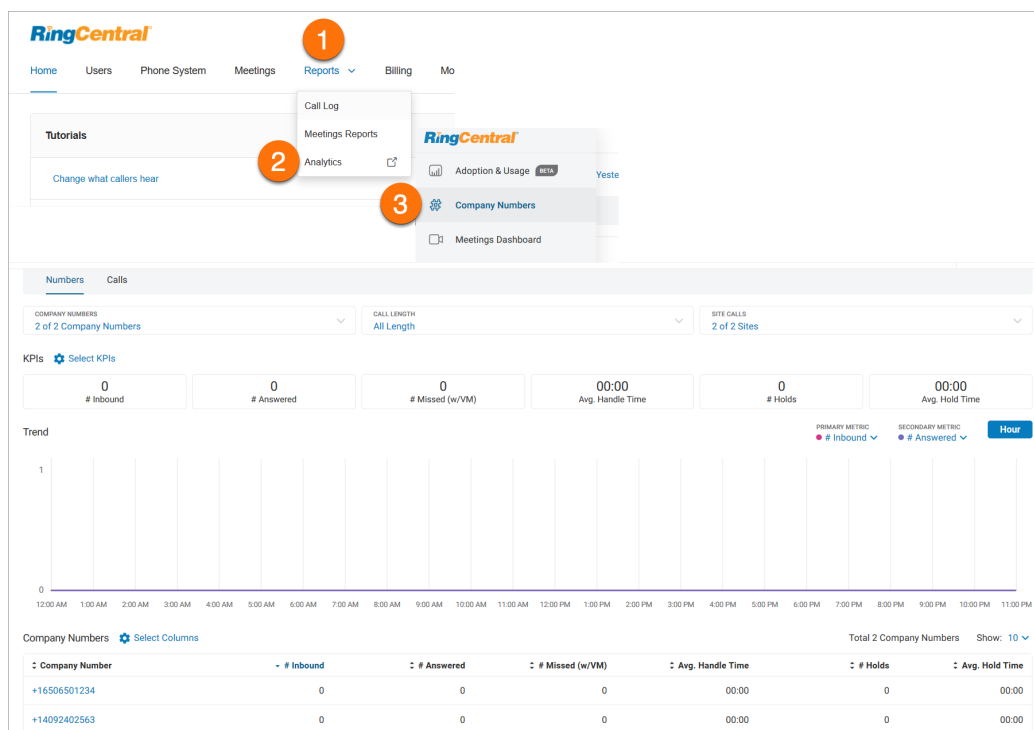 RingCentral
1
Home Users Phone System Meetings Reports Billing Mo
Call Log
Tutorials
Meetings Reports
RingCentral
2
Analytics
Change what callers hear
Adoption & Usage BETA
Yeste
3
Company Numbers
Meetings Dashboard
Numbers Calls
COMPANY NUMBERS CALL LENGTH SITE CALLS
2 of 2 Company Numbers All Length 2 of 2 Sites
KPIs Select KPIs
0 0 0 00:00 0 00:00
# Inbound # Answered # Missed (w/VM) Avg. Handle Time # Holds Avg. Hold Time
Trend
PRIMARY METRIC SECONDARY METRIC
# Inbound # Answered Hour
1
0
12:00 AM 1:00 AM 2:00 AM 3:00 AM 4:00 AM 5:00 AM 6:00 AM 7:00 AM 8:00 AM 9:00 AM 10:00 AM 11:00 AM 12:00 PM 1:00 PM 2:00 PM 3:00 PM 4:00 PM 5:00 PM 6:00 PM 7:00 PM 8:00 PM 9:00 PM 10:00 PM 11:00 PM
Company Numbers Select Columns Total 2 Company Numbers Show: 10
Company Number # Inbound # Answered # Missed (w/VM) Avg. Handle Time # Holds Avg. Hold Time
+16506501234 0 0 0 00:00 0 00:00
+14092402563 0 0 0 00:00 0 00:00